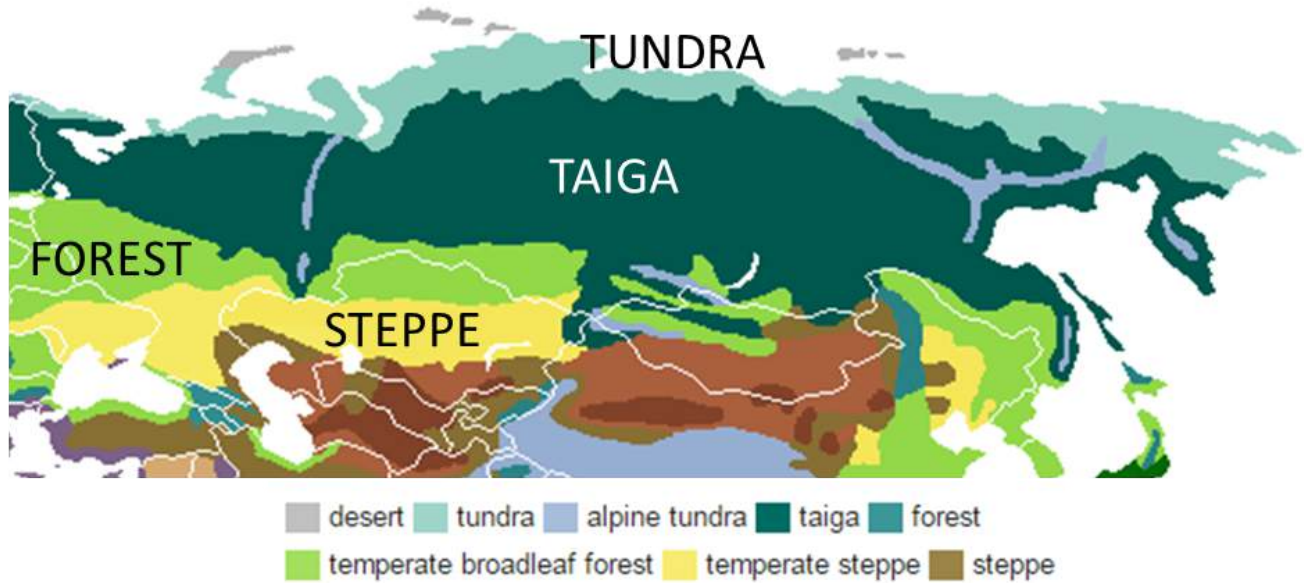 TUNDRA
TAIGA
FOREST
STEPPE
desert tundra alpine tundra taiga forest
temperate broadleaf forest temperate steppe steppe